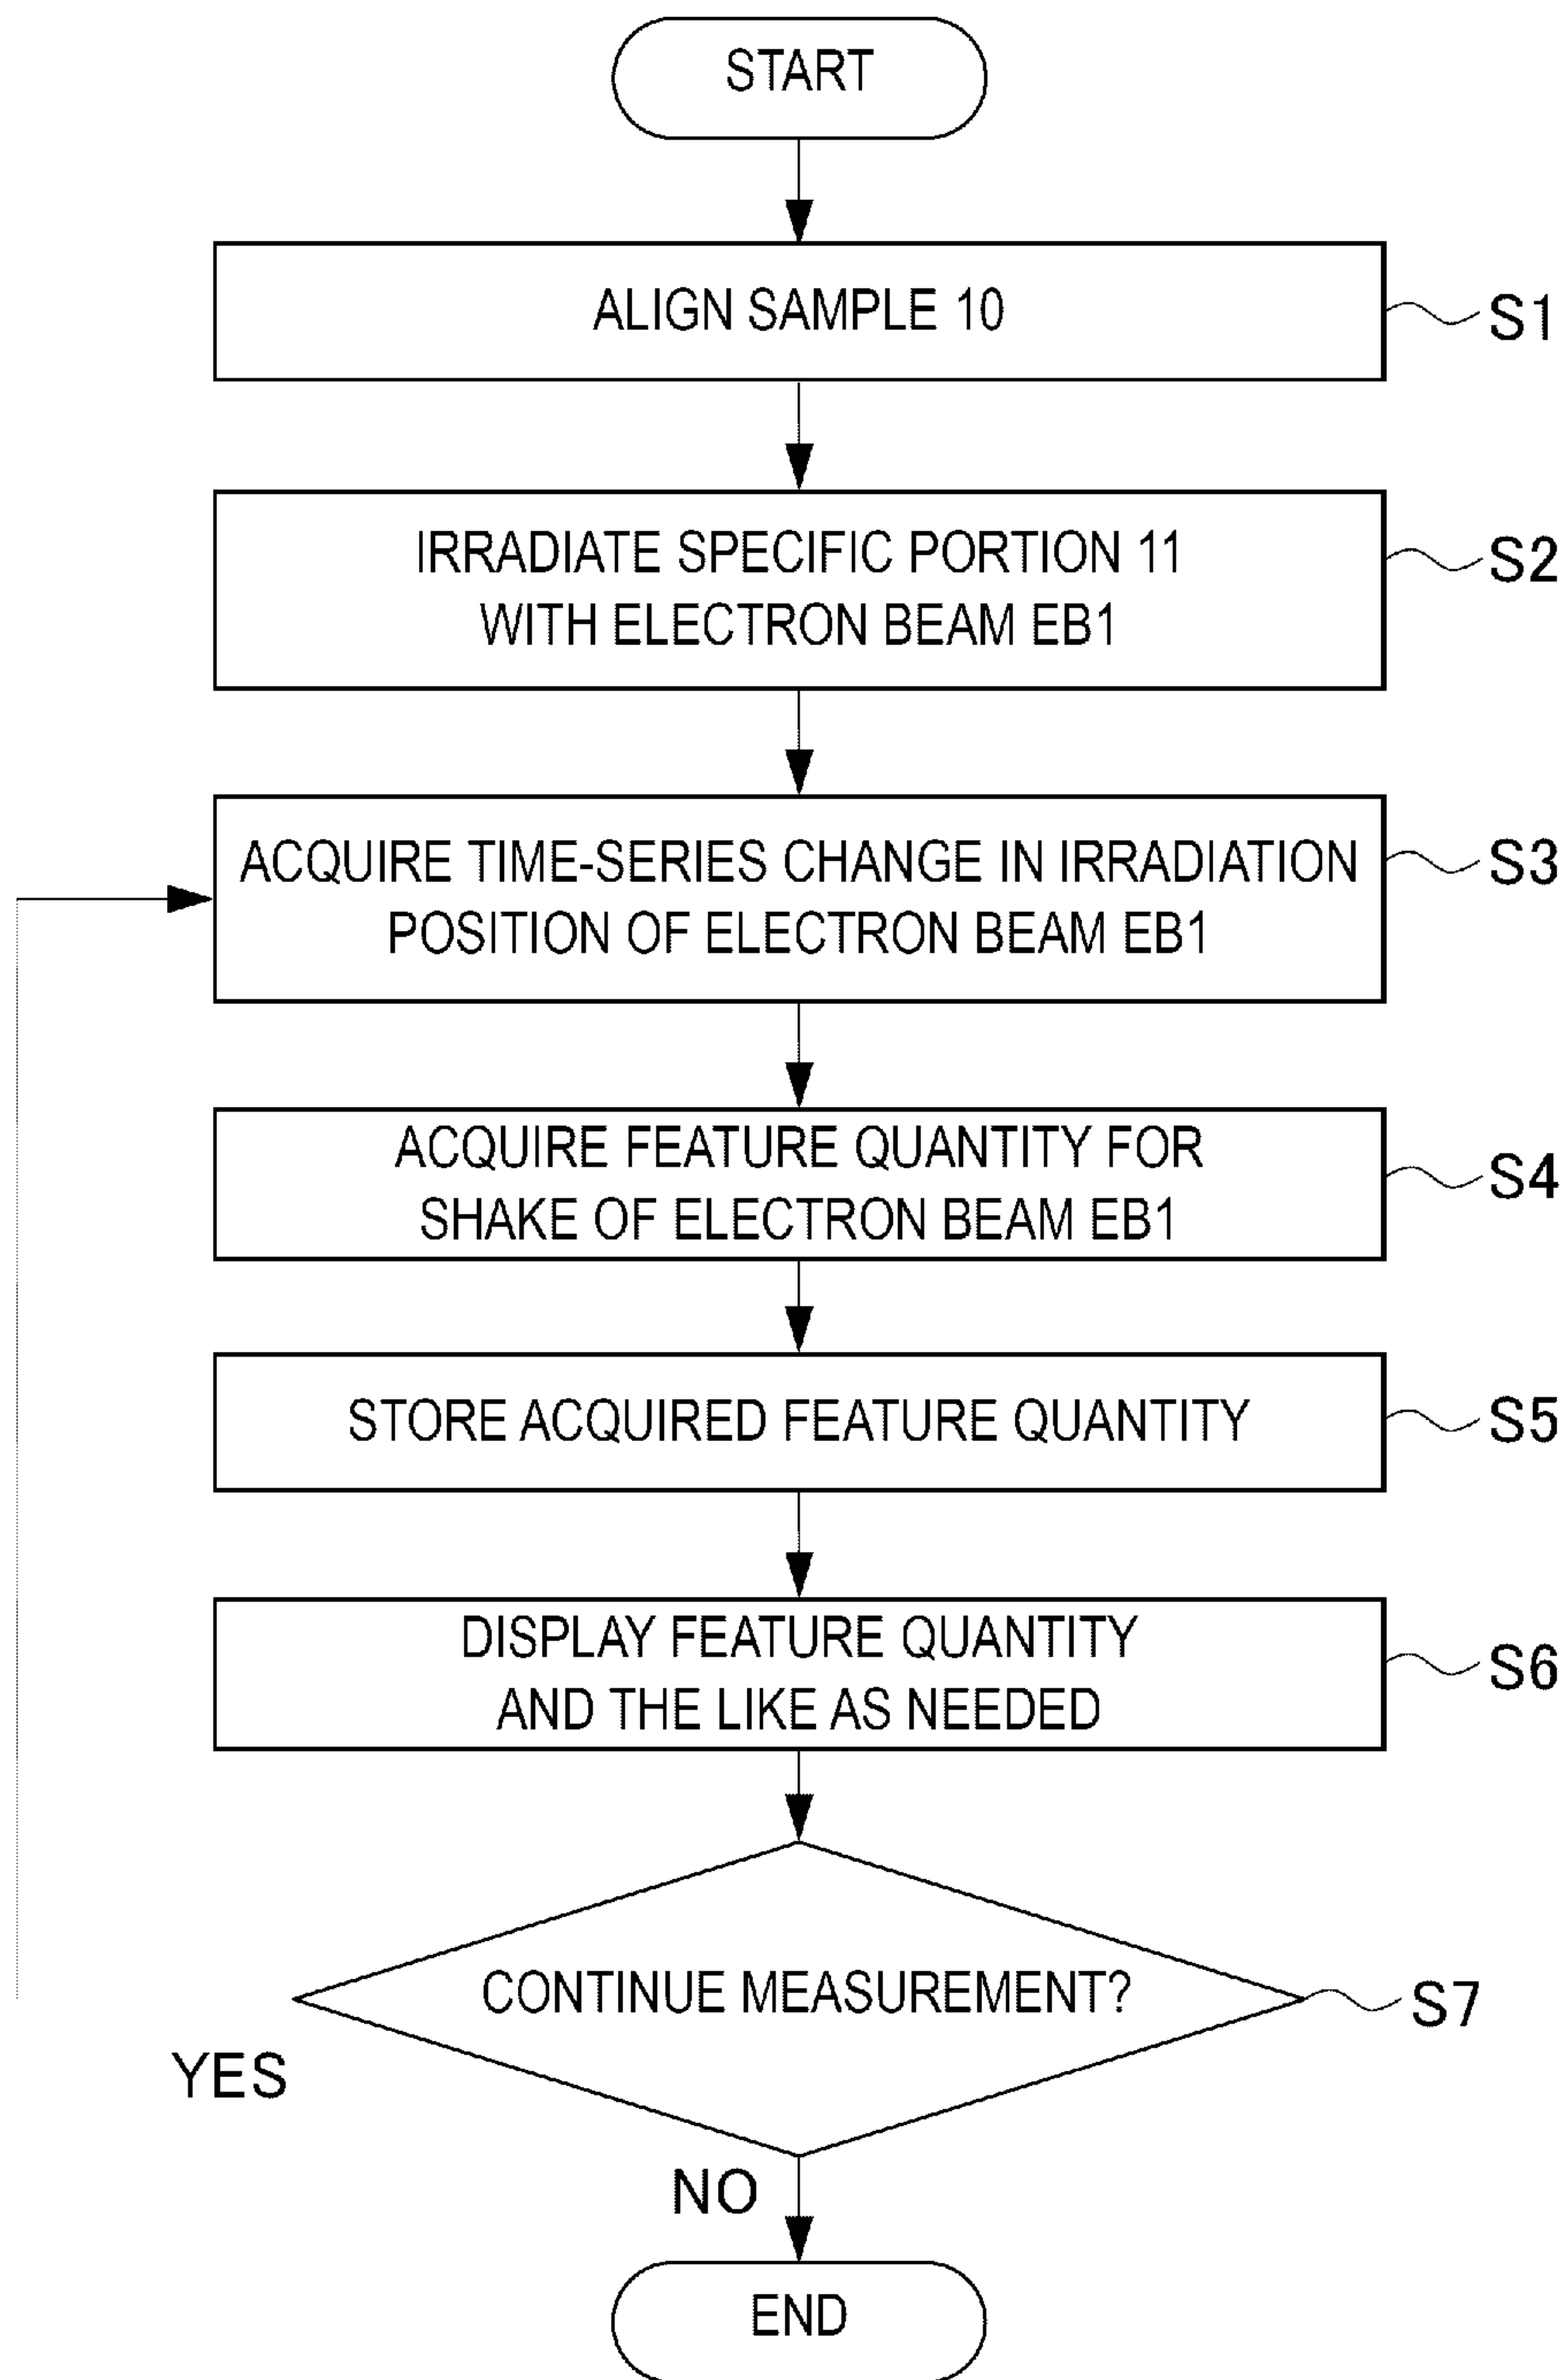 START
ALIGN SAMPLE 10
S1
IRRADIATE SPECIFIC PORTION 11
WITH ELECTRON BEAM EB1
S2
ACQUIRE TIME-SERIES CHANGE IN IRRADIATION
POSITION OF ELECTRON BEAM EB1
S3
ACQUIRE FEATURE QUANTITY FOR
SHAKE OF ELECTRON BEAM EB1
S4
STORE ACQUIRED FEATURE QUANTITY
S5
DISPLAY FEATURE QUANTITY
AND THE LIKE AS NEEDED
S6
CONTINUE MEASUREMENT?
S7
YES
NO
END